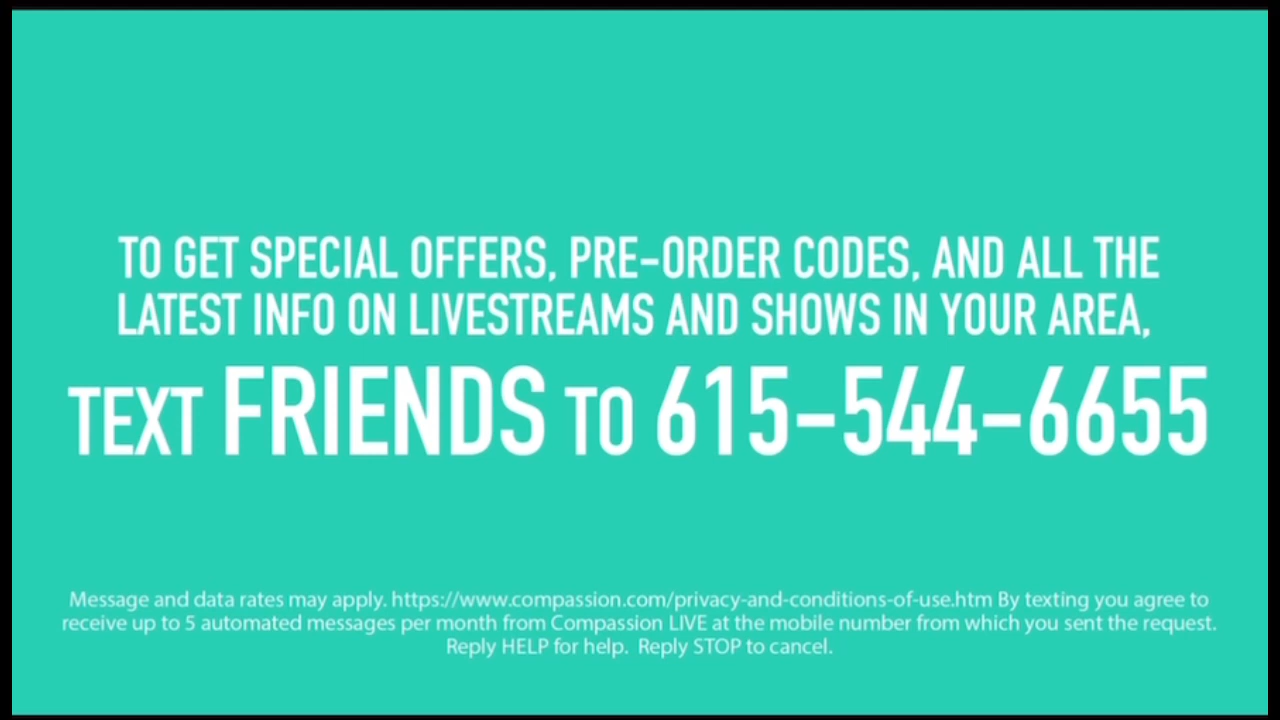 TO GET SPECIAL OFFERS, PRE-ORDER CODES, AND ALL THE
LATEST INFO ON LIVESTREAMS AND SHOWS IN YOUR AREA,
TEXT FRIENDS TO 615-544-6655
Message and data rates may apply. https://www.compassion.com/privacy-and-conditions-of-use.htm By texting you agree to
receive up to 5 automated messages per month from Compassion LIVE at the mobile number from which you sent the request.
Reply HELP for help.  Reply STOP to cancel.